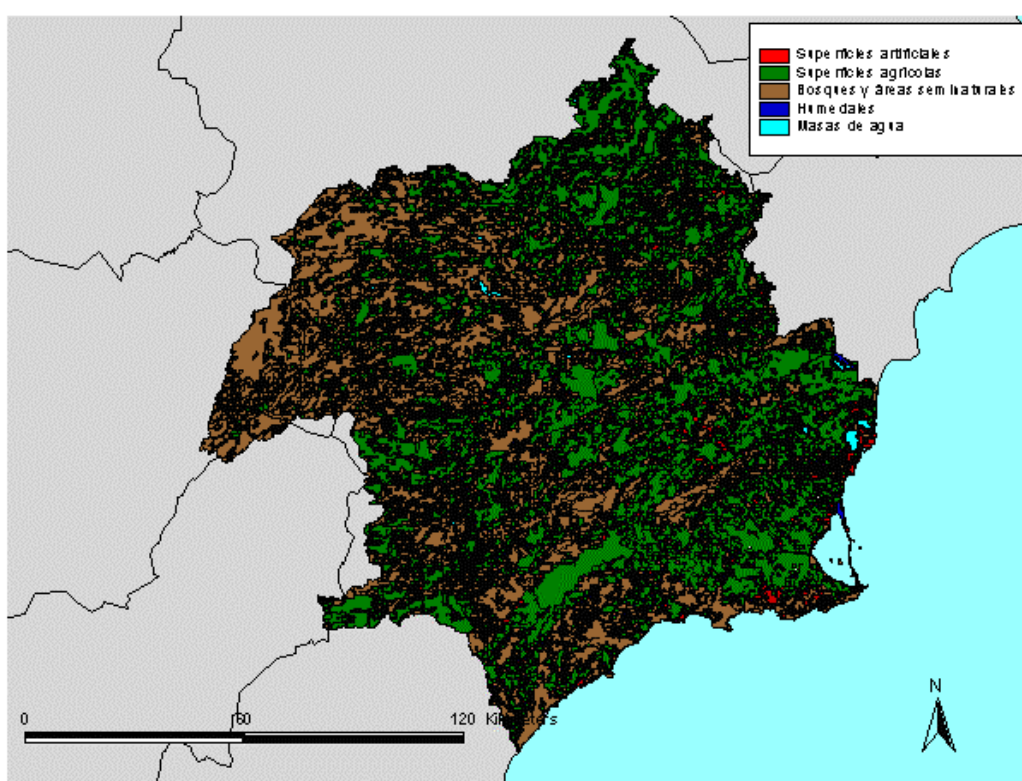 Superficies artificiales
Superficies agrícolas
Bosques y áreas seminaturales
Humedales
Masas de agua
N
0 60 120 Kilometers